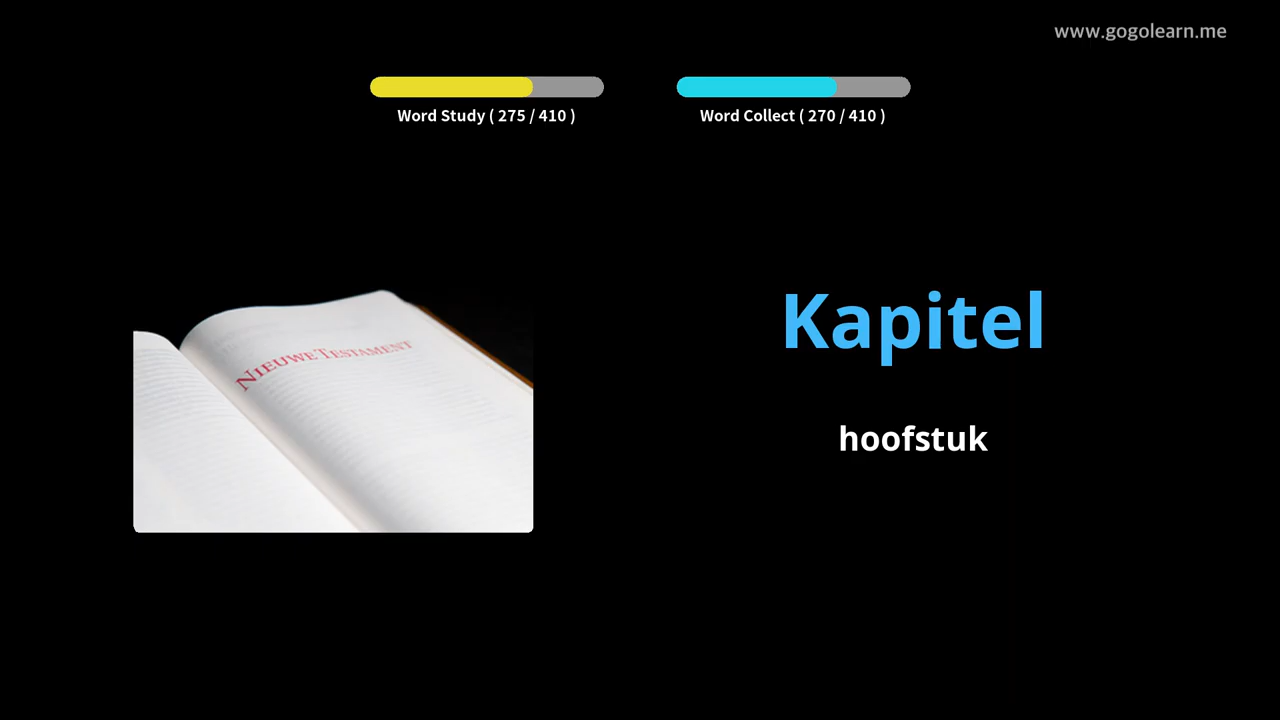 www.gogolearn.me
Word Study ( 275 / 410 )
Word Collect ( 270 / 410 )
NIEUWE TESTAMENT
Kapitel
hoofstuk